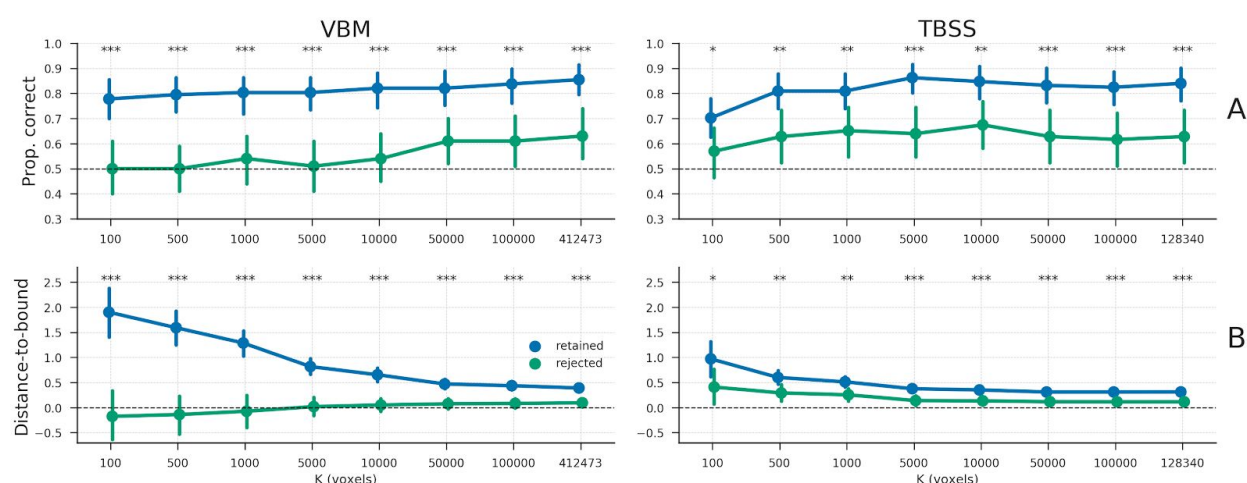 VBM
TBSS
*** *** *** *** *** *** *** ***
* ** ** *** ** *** *** ***
Prop. correct
1.0
0.9
0.8
0.7
0.6
0.5
0.4
0.3
100 500 1000 5000 10000 50000 100000 412473
1.0
0.9
0.8
0.7
0.6
0.5
0.4
0.3
100 500 1000 5000 10000 50000 100000 128340
A
*** *** *** *** *** *** *** ***
* ** ** *** *** *** *** ***
Distance-to-bound
2.5
2.0
1.5
1.0
0.5
0.0
−0.5
retained
rejected
100 500 1000 5000 10000 50000 100000 412473
K (voxels)
2.5
2.0
1.5
1.0
0.5
0.0
−0.5
100 500 1000 5000 10000 50000 100000 128340
K (voxels)
B